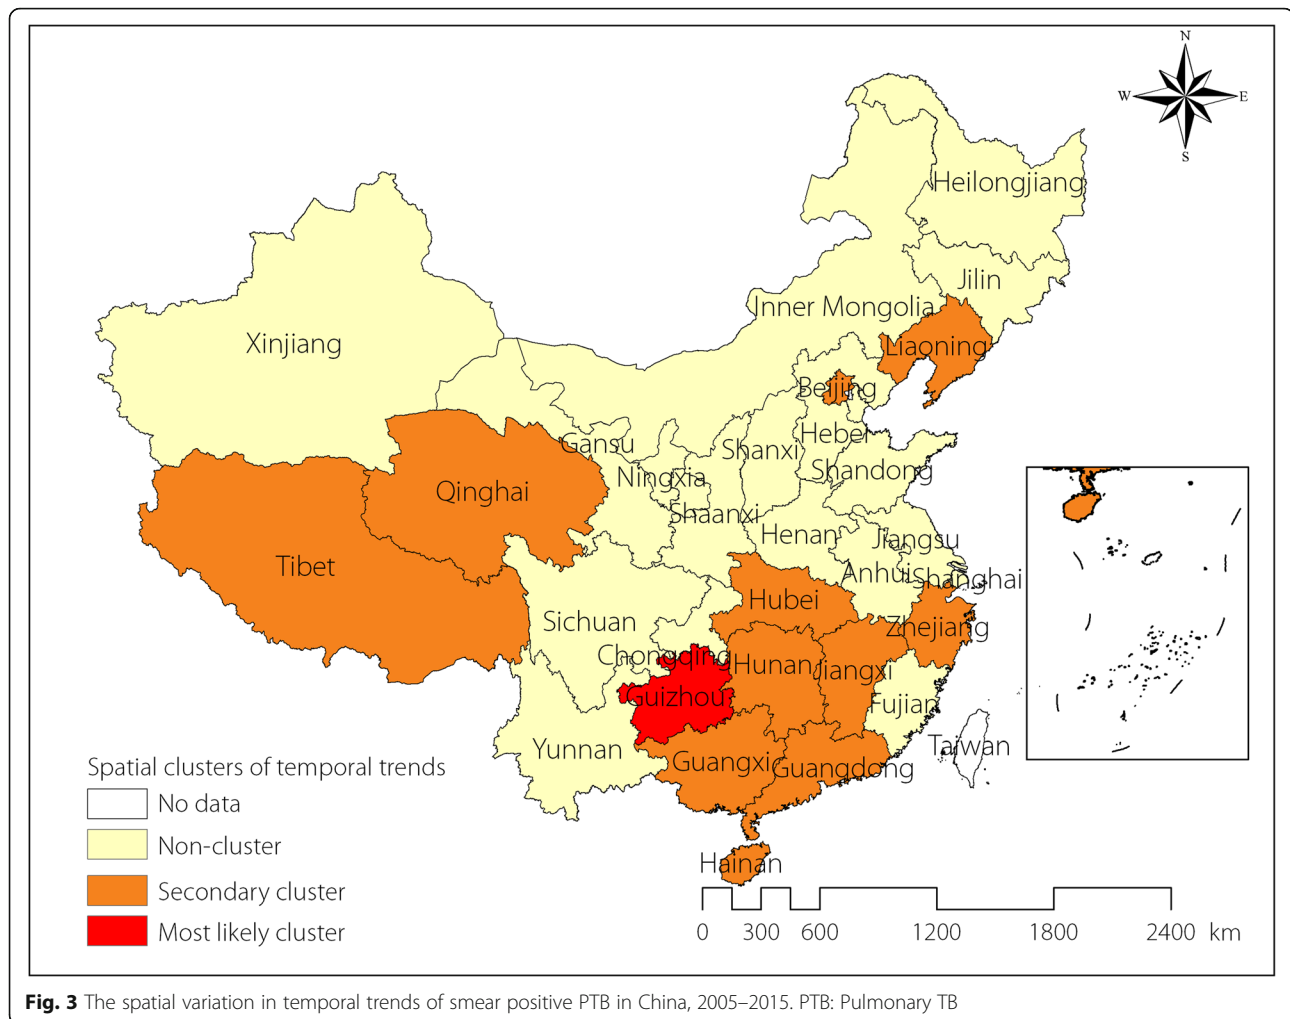 N
W E
S
Heilongjiang
Jilin
Inner Mongolia
Xinjiang
Liaoning
Beijing
Gansu
Shanxi
Hebei
Shandong
Ningxia
Qinghai
Shaanxi
Henan
Jiangsu
Tibet
Anhui
Shanghai
Hubei
Sichuan
Zhejiang
Chongqing
Hunan
Jiangxi
Guizhou
Fujian
Yunnan
Taiwan
Guangxi
Guangdong
Hainan
Spatial clusters of temporal trends
No data
Non-cluster
Secondary cluster
Most likely cluster
0 300 600 1200 1800 2400 km
Fig. 3 The spatial variation in temporal trends of smear positive PTB in China, 2005–2015. PTB: Pulmonary TB